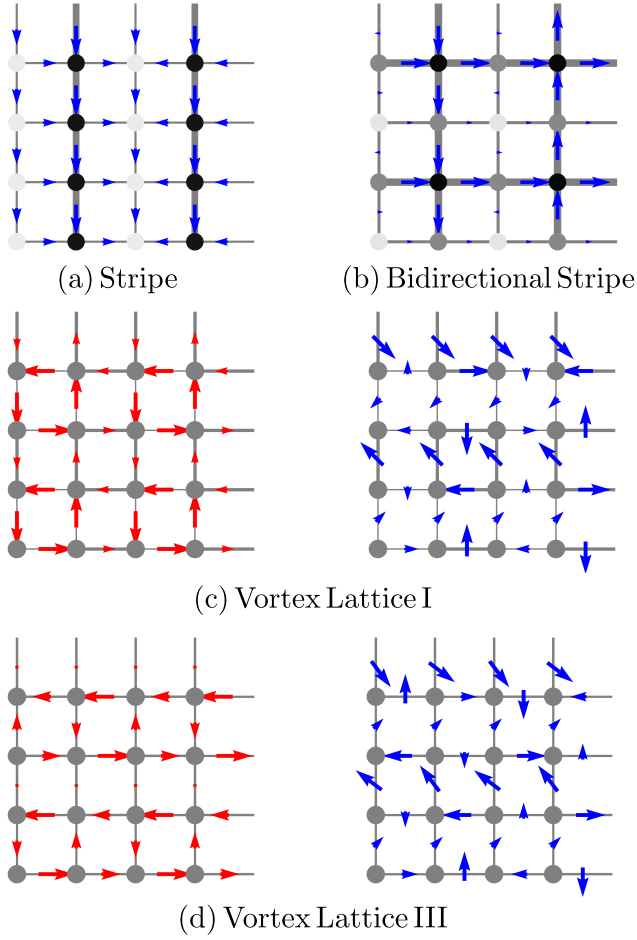 (a) Stripe
(b) Bidirectional Stripe
(c) Vortex Lattice I
(d) Vortex Lattice III